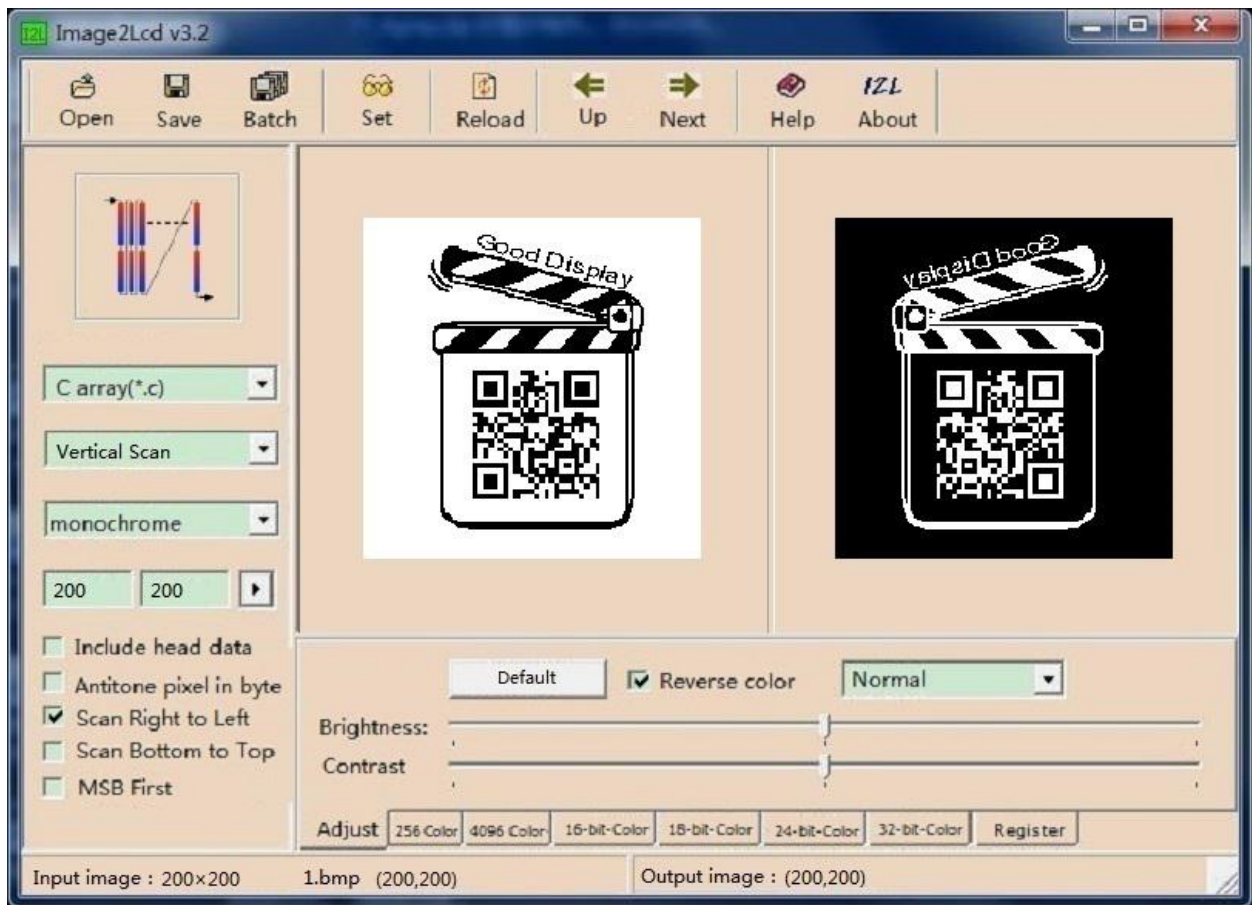 I2L Image2Lcd v3.2
Open Save Batch Set Reload Up Next Help I2L About
Good Display
Good Display
C array(*.c)
Vertical Scan
monochrome
200 200
Include head data
Antitone pixel in byte
Scan Right to Left
Scan Bottom to Top
MSB First
Default Reverse color Normal
Brightness:
Contrast
Adjust 256 Color 4096 Color 16-bit-Color 18-bit-Color 24-bit-Color 32-bit-Color Register
Input image : 200×200 1.bmp (200,200) Output image : (200,200)